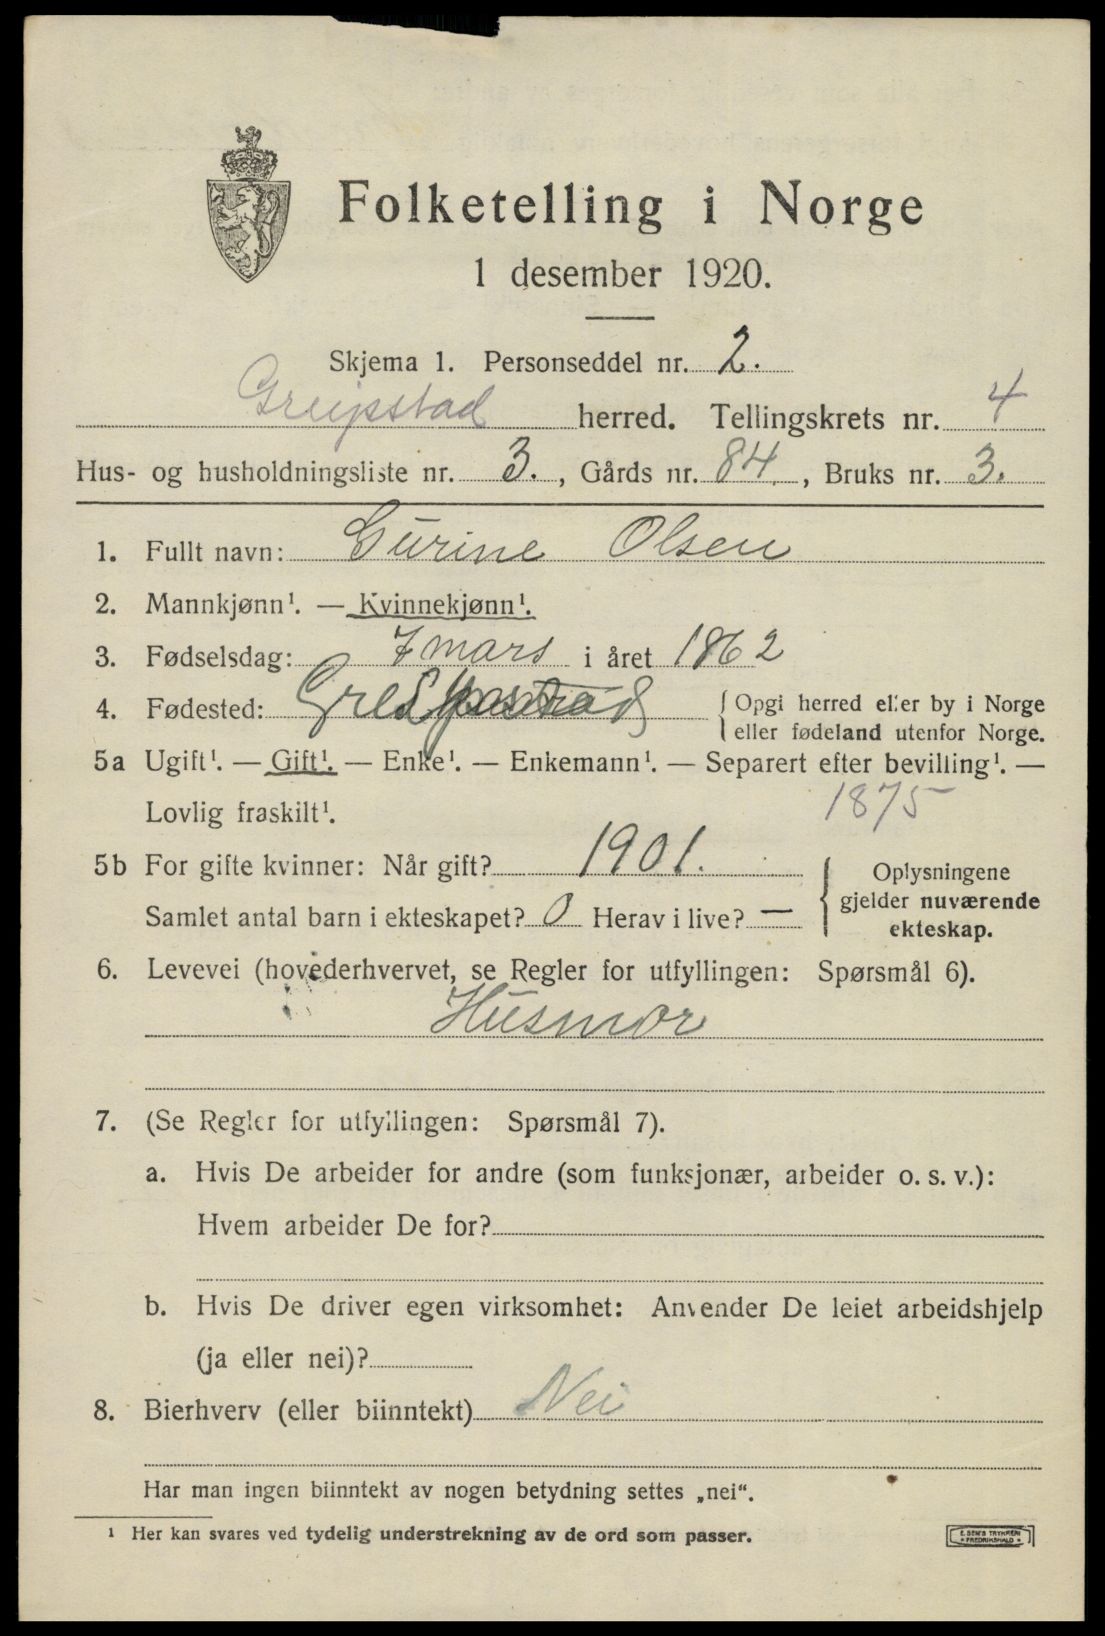 Folketelling i Norge
1 desember 1920.
Skjema 1. Personseddel nr. 2.
Greipstad herred. Tellingskrets nr. 4
Hus- og husholdningsliste nr. 3., Gårds nr. 84., Bruks nr. 3.
1. Fullt navn: Gurine Olsen
2. Mannkjønn¹. — Kvinnekjønn¹.
3. Fødselsdag: 7 mars i året 1862
4. Fødested: Greipstad { Opgi herred eller by i Norge
eller fødeland utenfor Norge.
5a Ugift¹. — Gift¹. — Enke¹. — Enkemann¹. — Separert efter bevilling¹. —
Lovlig fraskilt¹. 1875
5b For gifte kvinner: Når gift? 1901. { Oplysningene
gjelder nuværende
Samlet antal barn i ekteskapet? 0 Herav i live? —
ekteskap.
6. Levevei (hovederhvervet, se Regler for utfyllingen: Spørsmål 6).
Husmor
7. (Se Regler for utfyllingen: Spørsmål 7).
a. Hvis De arbeider for andre (som funksjonær, arbeider o. s. v.):
Hvem arbeider De for?
b. Hvis De driver egen virksomhet: Anvender De leiet arbeidshjelp
(ja eller nei)?
8. Bierhverv (eller biinntekt) Nei
Har man ingen biinntekt av nogen betydning settes „nei“.
¹ Her kan svares ved tydelig understrekning av de ord som passer.